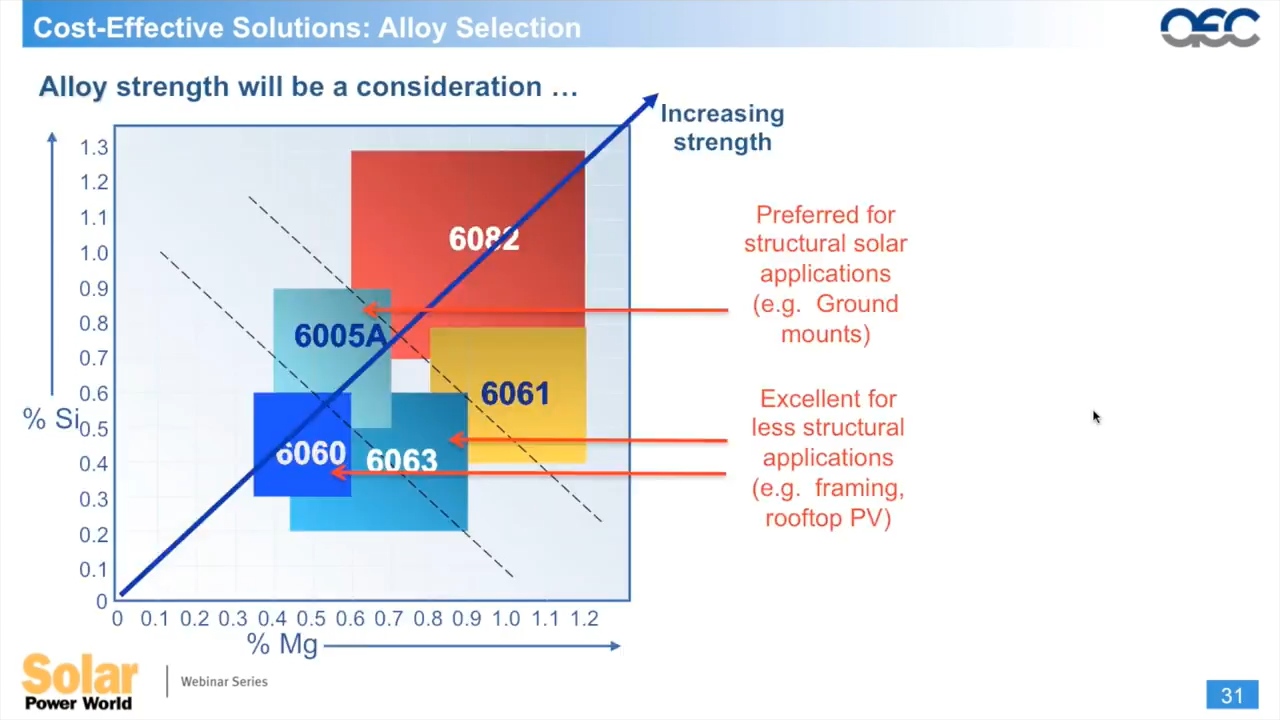 Cost-Effective Solutions: Alloy Selection
AEC
Alloy strength will be a consideration …
Increasing
strength
1.3
1.2
1.1
1.0
0.9
0.8
0.7
0.6
0.5
0.4
0.3
0.2
0.1
0
% Si
6082
6005A
6061
6060
6063
Preferred for
structural solar
applications
(e.g. Ground
mounts)
Excellent for
less structural
applications
(e.g. framing,
rooftop PV)
0 0.1 0.2 0.3 0.4 0.5 0.6 0.7 0.8 0.9 1.0 1.1 1.2
% Mg
Solar
Power World
Webinar Series
31